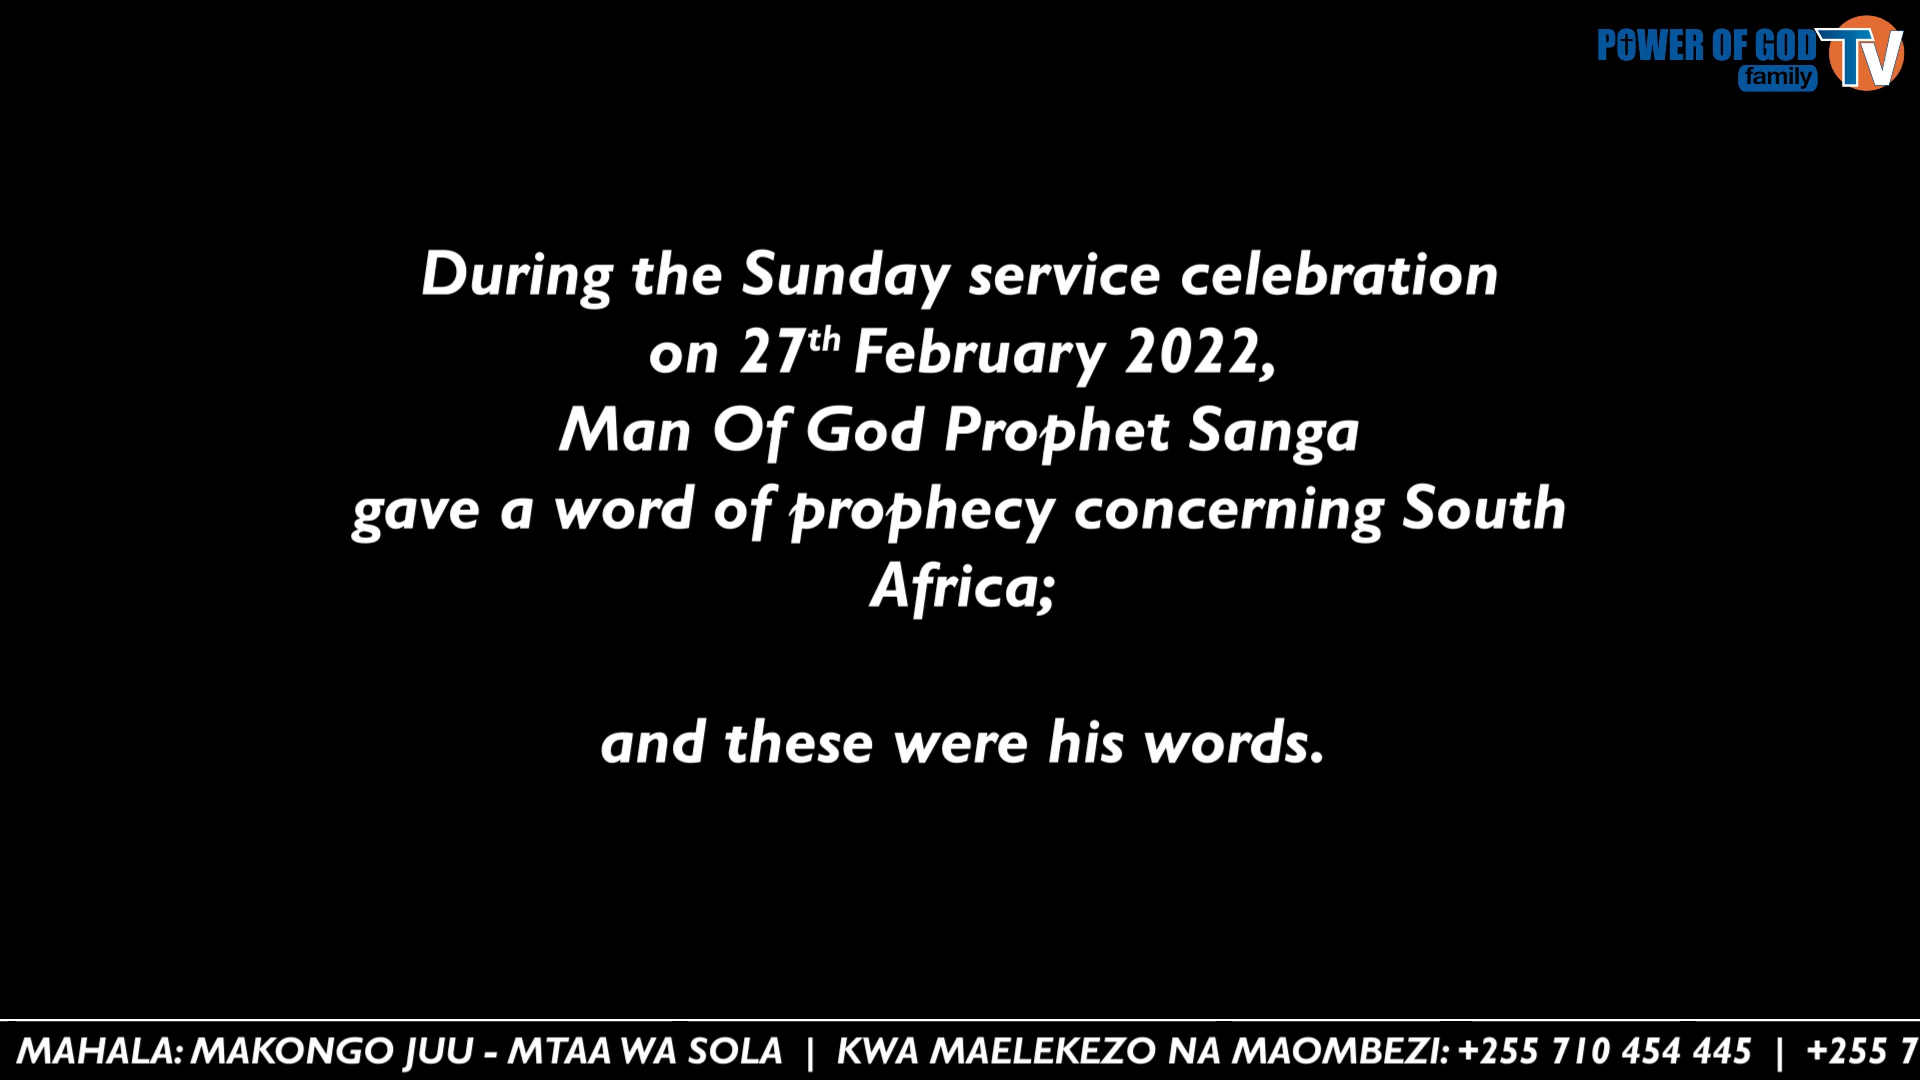 POWER OF GOD TV
family
During the Sunday service celebration
on 27th February 2022,
Man Of God Prophet Sanga
gave a word of prophecy concerning South
Africa;
and these were his words.
MAHALA: MAKONGO JUU - MTAA WA SOLA | KWA MAELEKEZO NA MAOMBEZI: +255 710 454 445 | +255 7